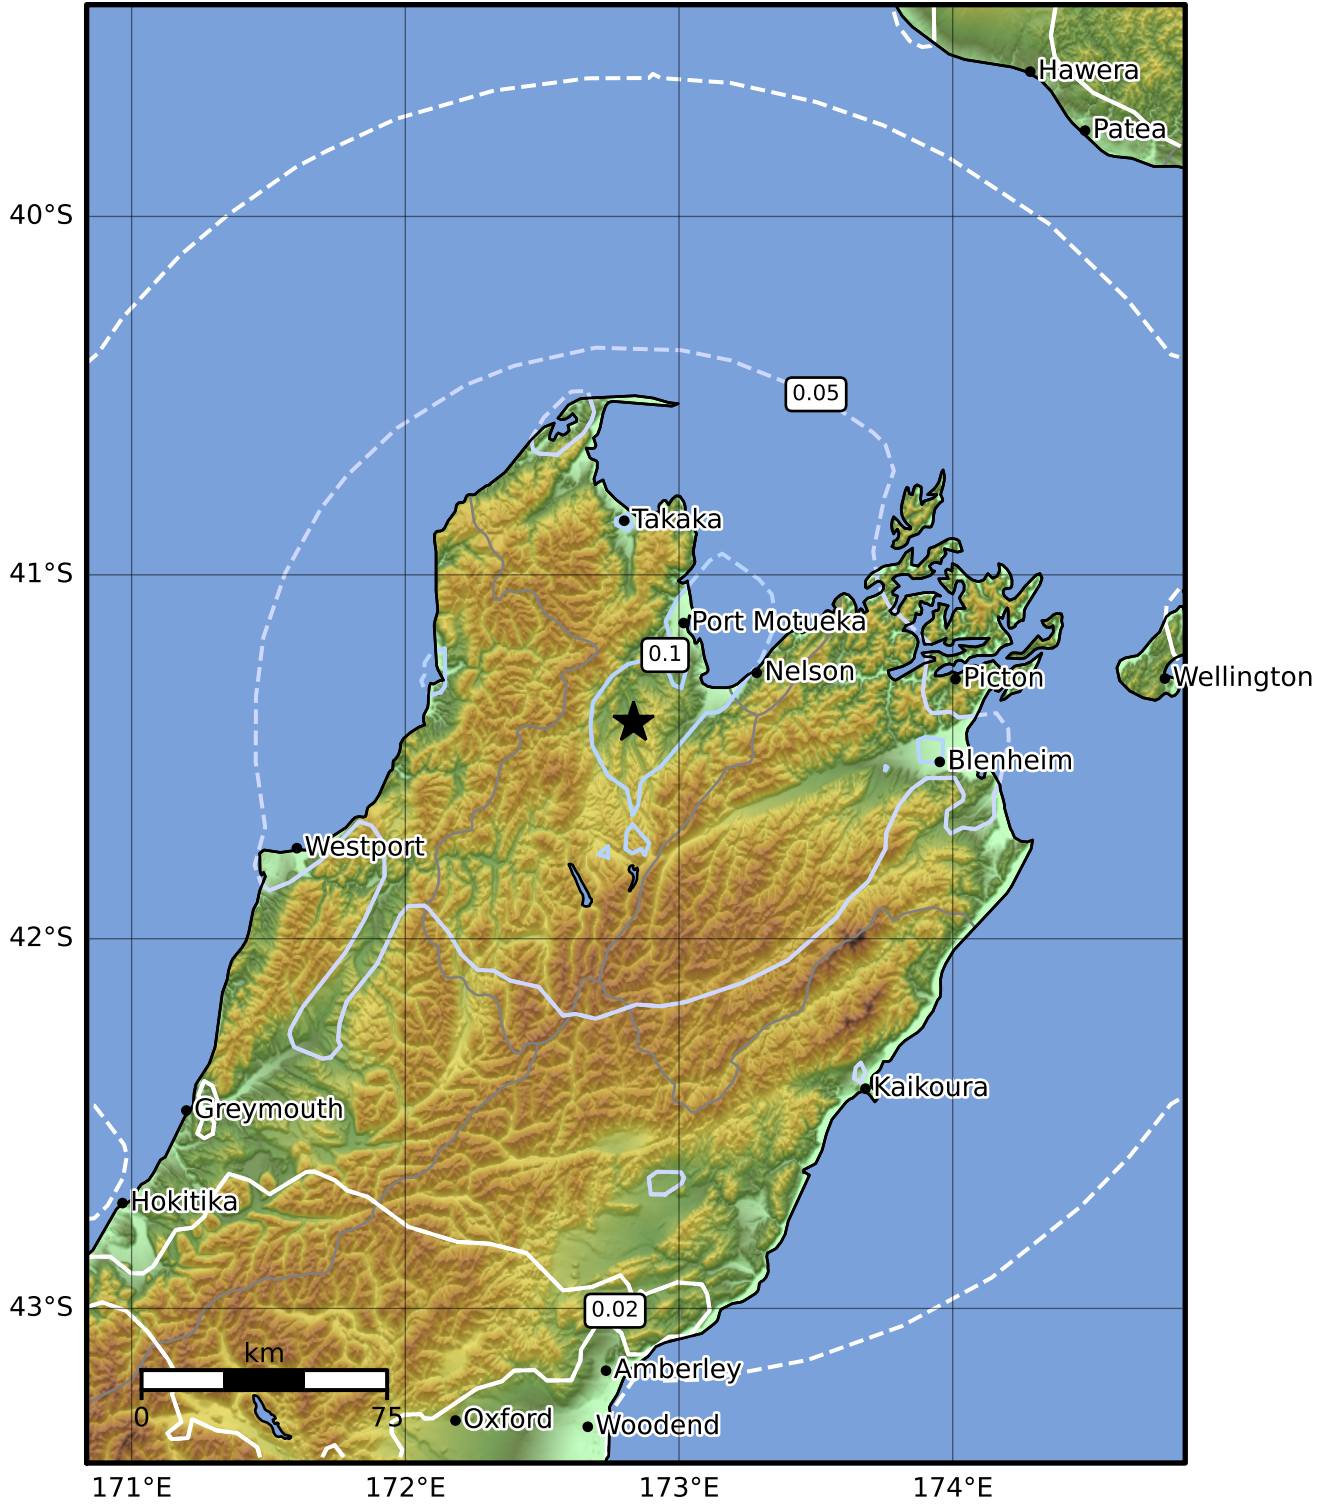 Hawera
Patea
40°S
0.05
Takaka
41°S
Port Motueka
0.1
Nelson
Picton
Wellington
Blenheim
Westport
42°S
Kaikoura
Greymouth
Hokitika
43°S
0.02
km
Amberley
0
75
Oxford
Woodend
171°E
172°E
173°E
174°E